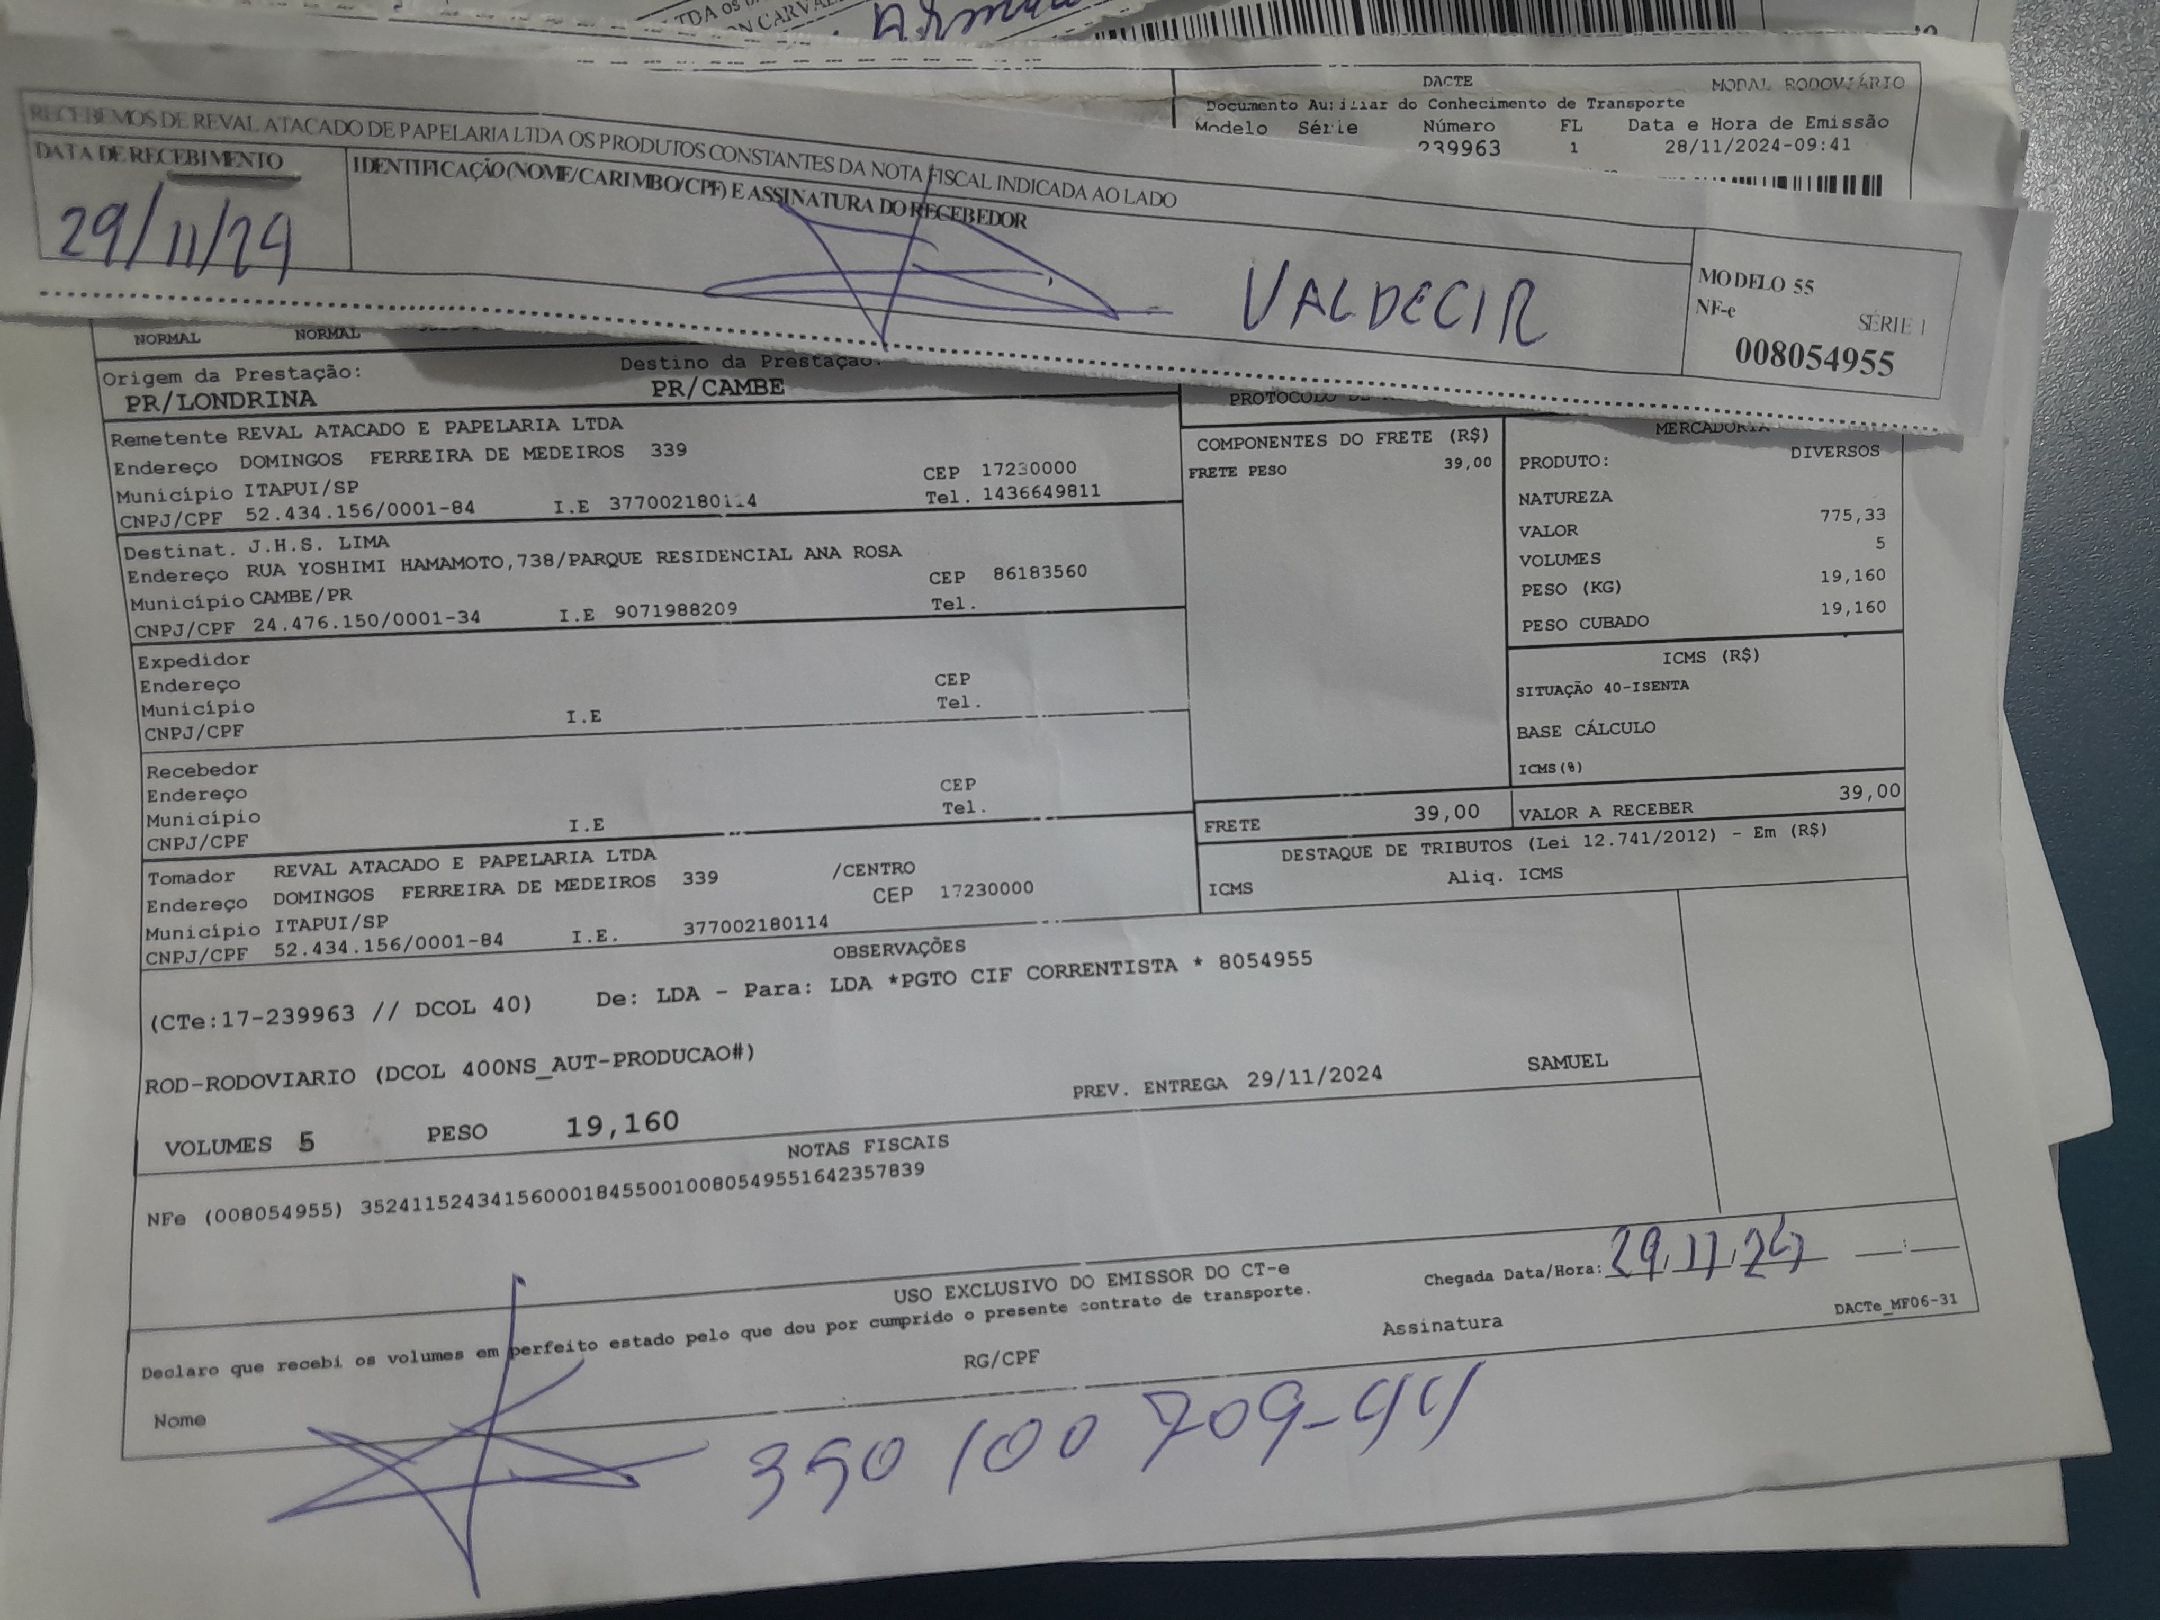 DACTE MODAL RODOVIÁRIO
Documento Auxiliar do Conhecimento de Transporte
Modelo Série Número FL Data e Hora de Emissão
239963 1 28/11/2024-09:41
RECEBEMOS DE REVAL ATACADO DE PAPELARIA LTDA OS PRODUTOS CONSTANTES DA NOTA FISCAL INDICADA AO LADO
DATA DE RECEBIMENTO IDENTIFICAÇÃO (NOME/CARIMBO/CPF) E ASSINATURA DO RECEBEDOR
29/11/24 VALDECIR
MODELO 55
NF-e SÉRIE 1
008054955
NORMAL NORMAL
Origem da Prestação: Destino da Prestação:
PR/LONDRINA PR/CAMBE
Remetente REVAL ATACADO E PAPELARIA LTDA
Endereço DOMINGOS FERREIRA DE MEDEIROS 339
Município ITAPUI/SP CEP 17230000
CNPJ/CPF 52.434.156/0001-84 I.E 377002180114 Tel. 1436649811
Destinat. J.H.S. LIMA
Endereço RUA YOSHIMI HAMAMOTO,738/PARQUE RESIDENCIAL ANA ROSA
Município CAMBE/PR CEP 86183560
CNPJ/CPF 24.476.150/0001-34 I.E 9071988209 Tel.
Expedidor
Endereço
Município CEP
CNPJ/CPF I.E Tel.
Recebedor
Endereço
Município CEP
CNPJ/CPF I.E Tel.
Tomador REVAL ATACADO E PAPELARIA LTDA
Endereço DOMINGOS FERREIRA DE MEDEIROS 339 /CENTRO
Município ITAPUI/SP CEP 17230000
CNPJ/CPF 52.434.156/0001-84 I.E. 377002180114
PROTOCOLO DE
COMPONENTES DO FRETE (R$)
FRETE PESO 39,00
MERCADORIA
PRODUTO: DIVERSOS
NATUREZA
VALOR 775,33
VOLUMES 5
PESO (KG) 19,160
PESO CUBADO 19,160
ICMS (R$)
SITUAÇÃO 40-ISENTA
BASE CÁLCULO
ICMS(%)
FRETE 39,00 VALOR A RECEBER 39,00
DESTAQUE DE TRIBUTOS (Lei 12.741/2012) - Em (R$)
ICMS Aliq. ICMS
OBSERVAÇÕES
(CTe:17-239963 // DCOL 40) De: LDA - Para: LDA *PGTO CIF CORRENTISTA * 8054955
ROD-RODOVIARIO (DCOL 400NS_AUT-PRODUCAO#)
VOLUMES 5 PESO 19,160 PREV. ENTREGA 29/11/2024 SAMUEL
NOTAS FISCAIS
NFe (008054955) 35241152434156000184550010080549551642357839
USO EXCLUSIVO DO EMISSOR DO CT-e
Declaro que recebi os volumes em perfeito estado pelo que dou por cumprido o presente contrato de transporte.
Chegada Data/Hora: 29/11/24 __:__
Nome RG/CPF Assinatura DACTe_MF06-31
390 100 709-44